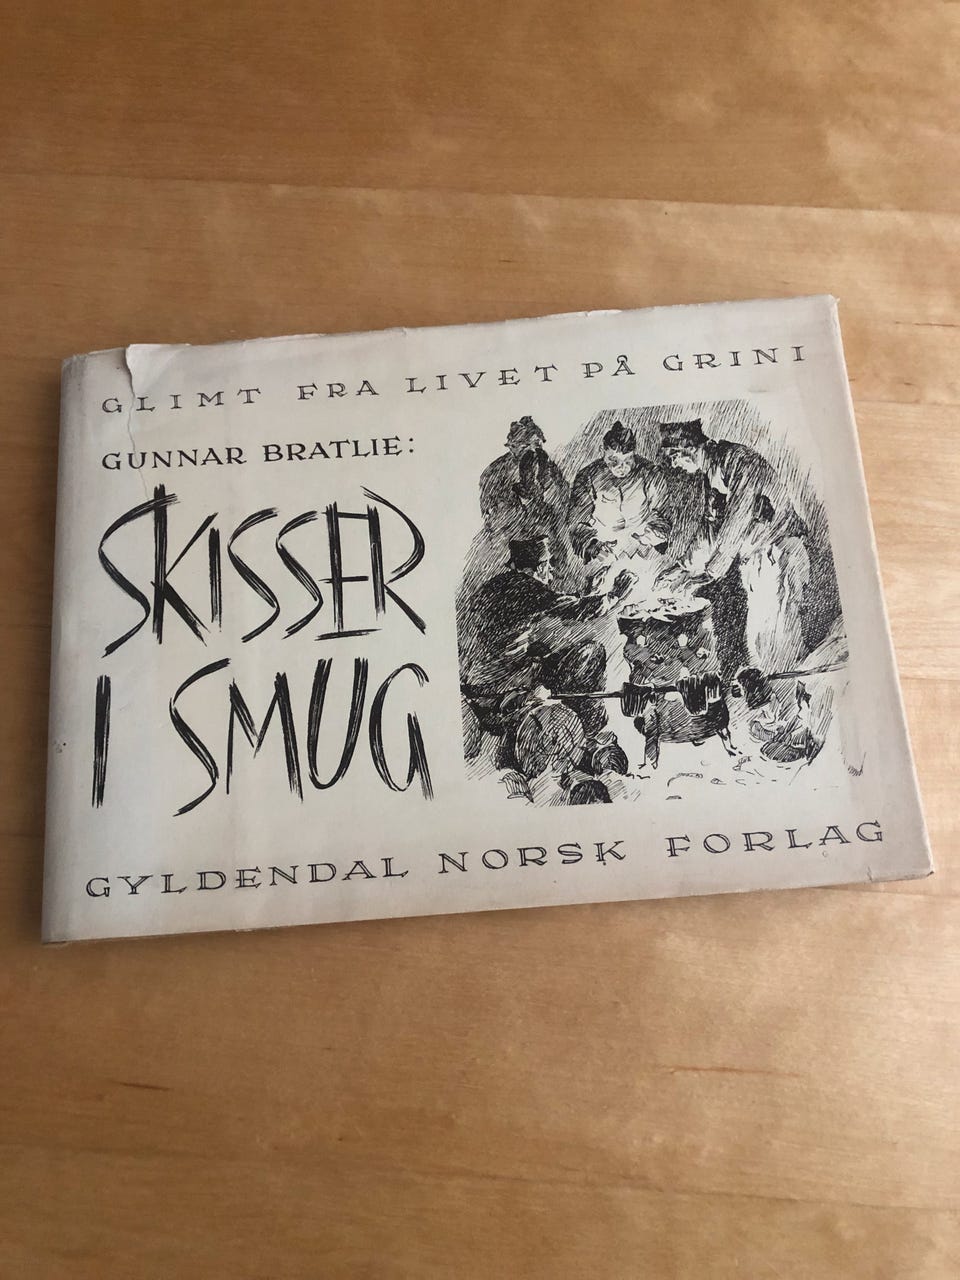 GLIMT FRA LIVET PÅ GRINI
GUNNAR BRATLIE:
SKISSER
I SMUG
GYLDENDAL NORSK FORLAG